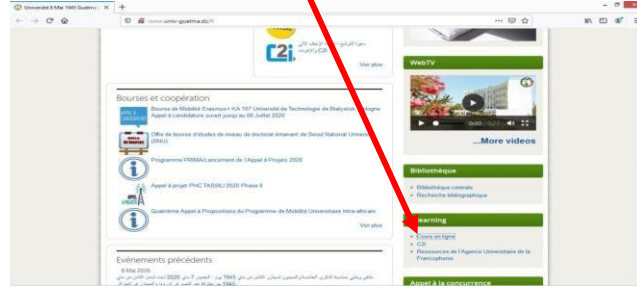 Université 8 Mai 1945 Guelma
www.univ-guelma.dz/fr
C2i
Voir plus
WebTV
0:00
...More videos
Bourses et coopération
Bourse de Mobilité Erasmus+ KA 107 Université de Technologie de Bialystok
Appel à candidature ouvert jusqu'au 08 Juillet 2020
Offre de bourse d'études de niveau de doctorat émanant de Seoul National
(SNU)
Programme PRIMA/Lancement de l'Appel à Projets 2020
Appel à projet PHC TASSILI 2020 Phase II
Quatrième Appel à Propositions du Programme de Mobilité Universitaire Intra-africain
Voir plus
Bibliothèque
Bibliothèque centrale
Recherche bibliographique
learning
Cours en ligne
C2I
Ressources de l'Agence Universitaire de la
Francophonie
Evénements précédents
8 Mai 2020
Appel à la concurrence